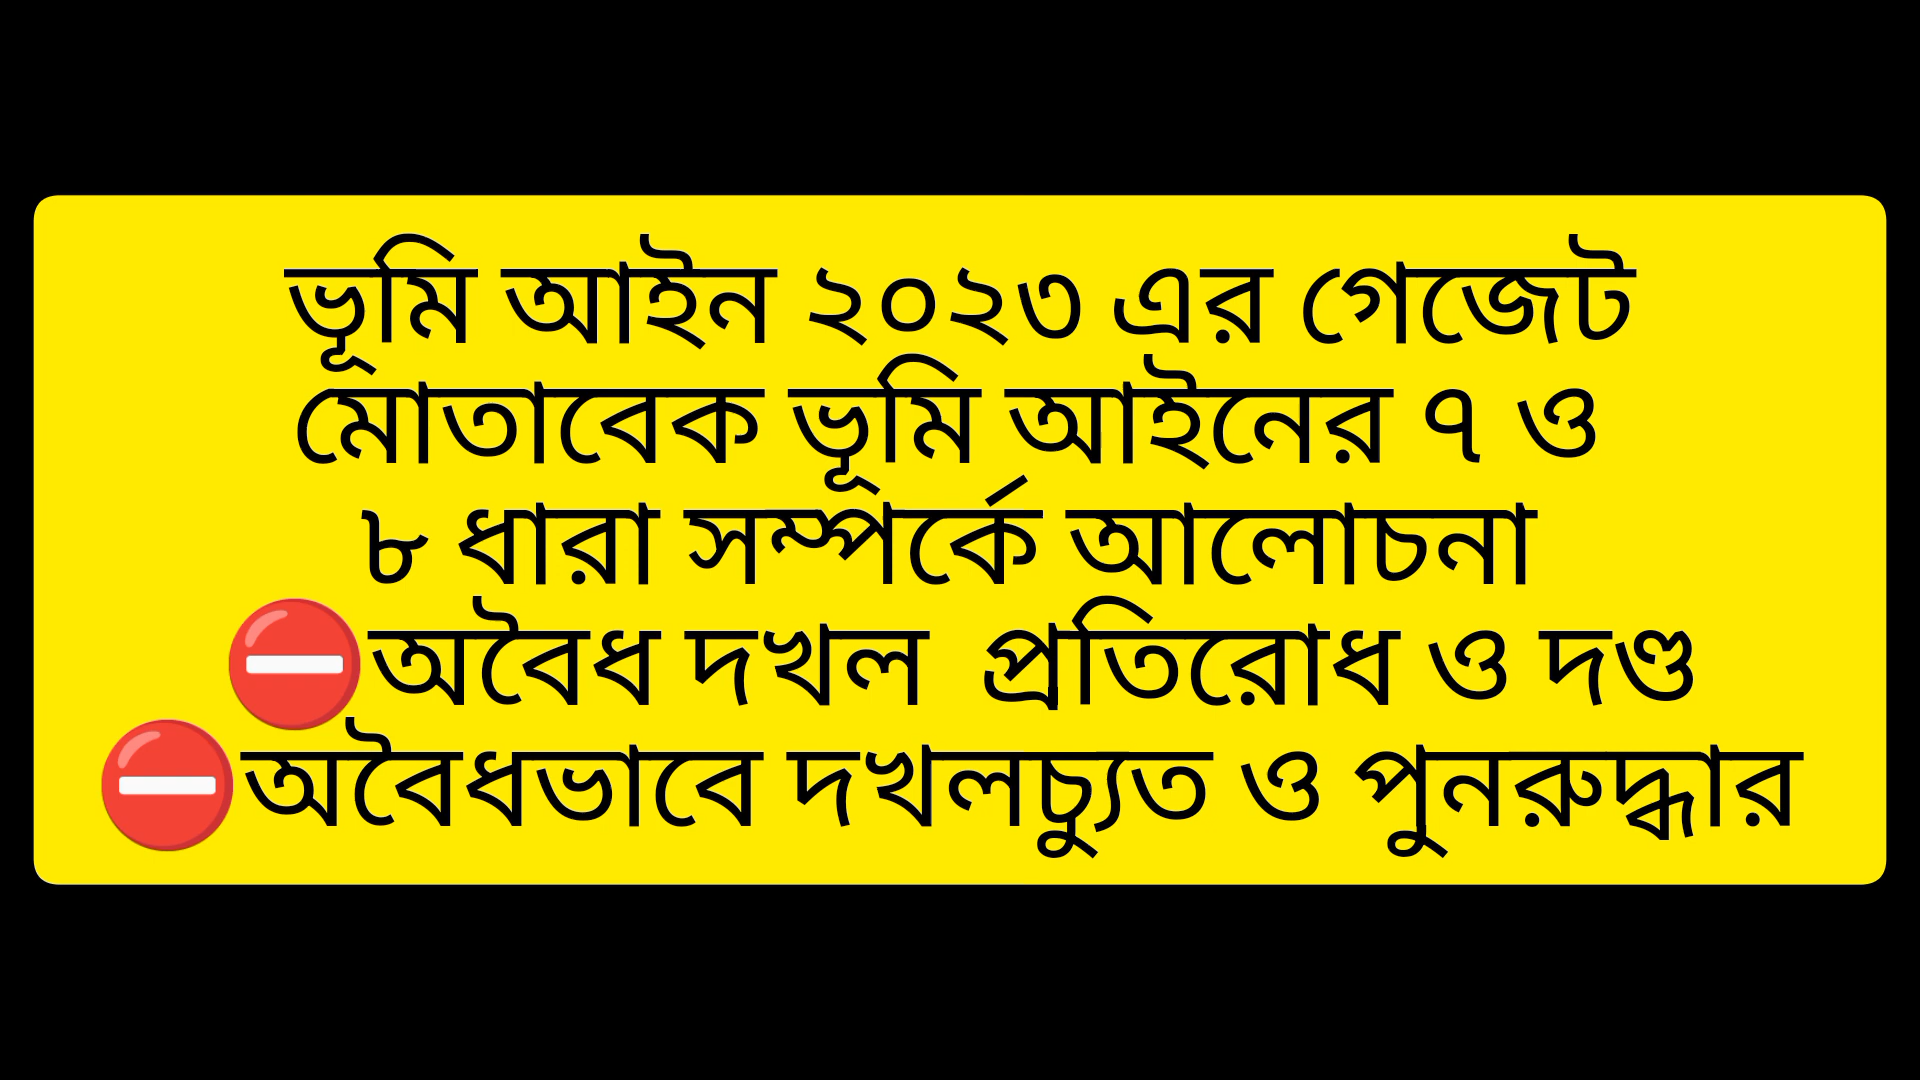 ভূমি আইন ২০২৩ এর গেজেট
মোতাবেক ভূমি আইনের ৭ ও
৮ ধারা সম্পর্কে আলোচনা
⛔অবৈধ দখল  প্রতিরোধ ও দণ্ড
⛔অবৈধভাবে দখলচ্যুত ও পুনরুদ্ধার